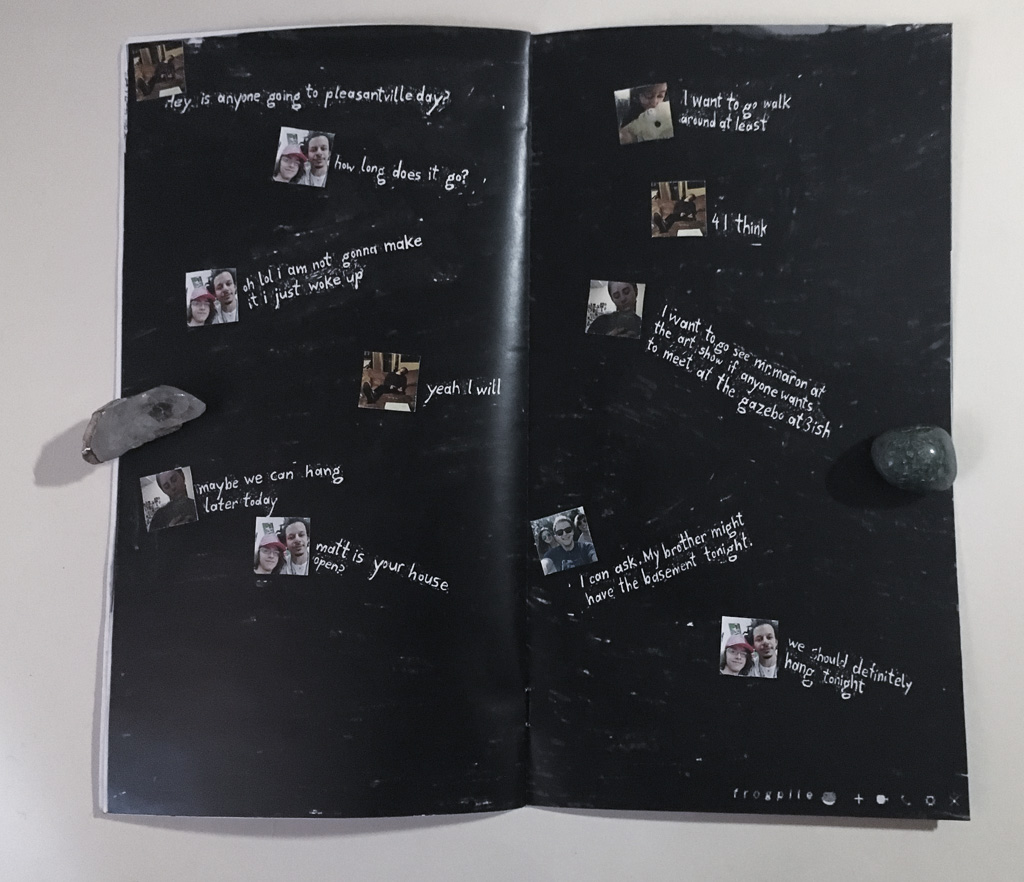 Hey, is anyone going to pleasantville day?
how long does it go?
oh lol i am not gonna make
it i just woke up
yeah I will
maybe we can hang
later today
matt is your house
open?
I want to go walk
around at least
4 I think
I want to go see mr.maron at
the art show if anyone wants
to meet at the gazebo at 3ish
I can ask. My brother might
have the basement tonight.
we should definitely
hang tonight
frogpile